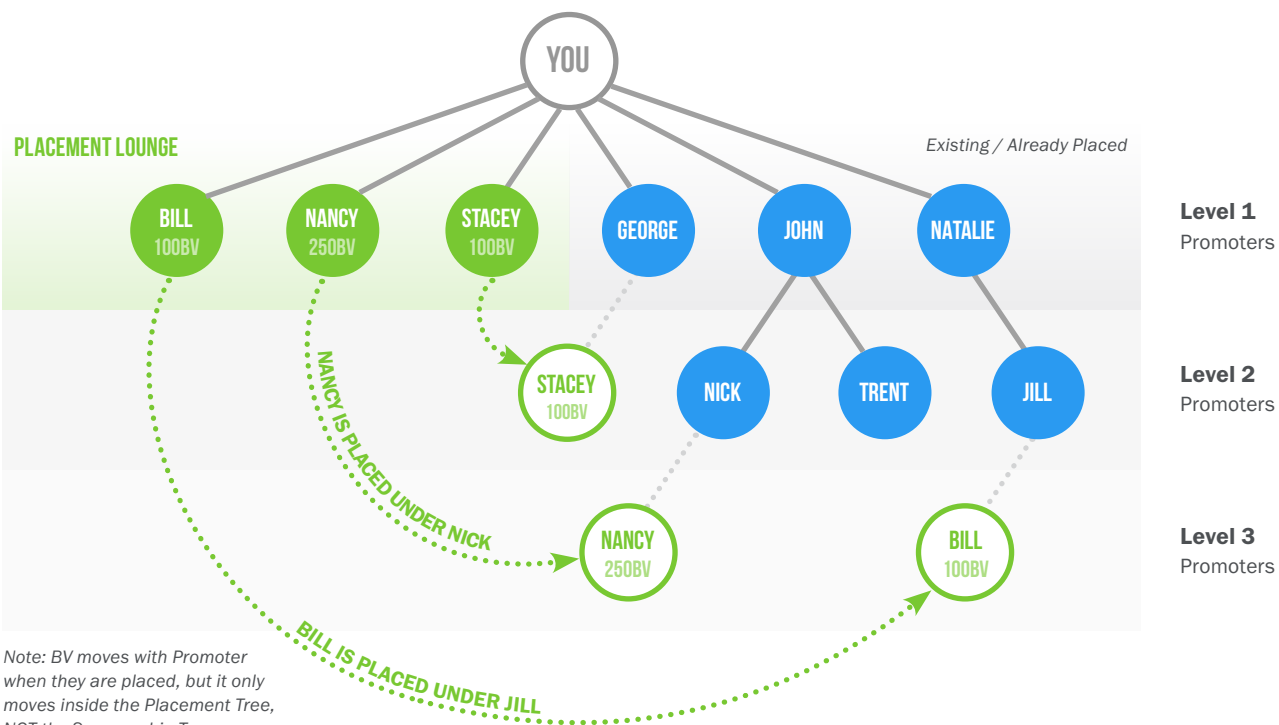 YOU
PLACEMENT LOUNGE
Existing / Already Placed
BILL
100BV
NANCY
250BV
STACEY
100BV
GEORGE
JOHN
NATALIE
Level 1
Promoters
STACEY
100BV
NICK
TRENT
JILL
Level 2
Promoters
NANCY IS PLACED UNDER NICK
NANCY
250BV
BILL
100BV
Level 3
Promoters
BILL IS PLACED UNDER JILL
Note: BV moves with Promoter
when they are placed, but it only
moves inside the Placement Tree,